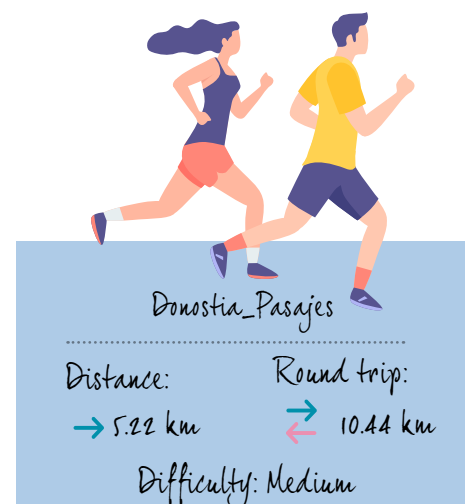 Donostia_Pasajes
Distance:
Round trip:
5.22 km
10.44 km
Difficulty: Medium